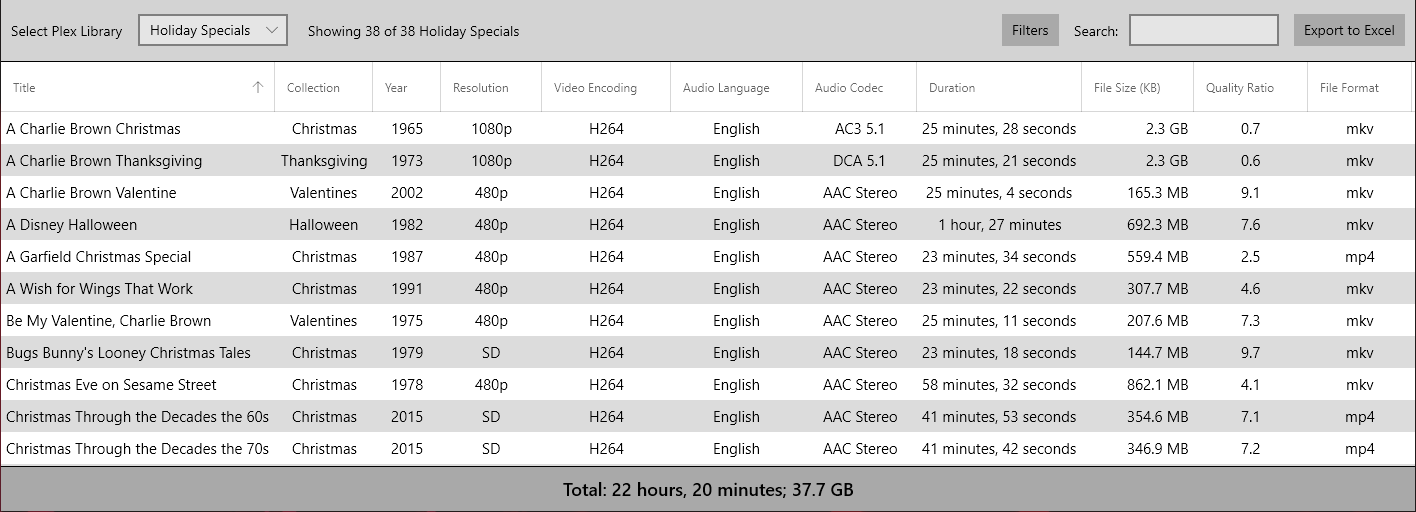 Select Plex Library Holiday Specials Showing 38 of 38 Holiday Specials Filters Search: Export to Excel
Title Collection Year Resolution Video Encoding Audio Language Audio Codec Duration File Size (KB) Quality Ratio File Format
A Charlie Brown Christmas Christmas 1965 1080p H264 English AC3 5.1 25 minutes, 28 seconds 2.3 GB 0.7 mkv
A Charlie Brown Thanksgiving Thanksgiving 1973 1080p H264 English DCA 5.1 25 minutes, 21 seconds 2.3 GB 0.6 mkv
A Charlie Brown Valentine Valentines 2002 480p H264 English AAC Stereo 25 minutes, 4 seconds 165.3 MB 9.1 mkv
A Disney Halloween Halloween 1982 480p H264 English AAC Stereo 1 hour, 27 minutes 692.3 MB 7.6 mkv
A Garfield Christmas Special Christmas 1987 480p H264 English AAC Stereo 23 minutes, 34 seconds 559.4 MB 2.5 mp4
A Wish for Wings That Work Christmas 1991 480p H264 English AAC Stereo 23 minutes, 22 seconds 307.7 MB 4.6 mkv
Be My Valentine, Charlie Brown Valentines 1975 480p H264 English AAC Stereo 25 minutes, 11 seconds 207.6 MB 7.3 mkv
Bugs Bunny's Looney Christmas Tales Christmas 1979 SD H264 English AAC Stereo 23 minutes, 18 seconds 144.7 MB 9.7 mkv
Christmas Eve on Sesame Street Christmas 1978 480p H264 English AAC Stereo 58 minutes, 32 seconds 862.1 MB 4.1 mkv
Christmas Through the Decades the 60s Christmas 2015 SD H264 English AAC Stereo 41 minutes, 53 seconds 354.6 MB 7.1 mp4
Christmas Through the Decades the 70s Christmas 2015 SD H264 English AAC Stereo 41 minutes, 42 seconds 346.9 MB 7.2 mp4
Total: 22 hours, 20 minutes; 37.7 GB